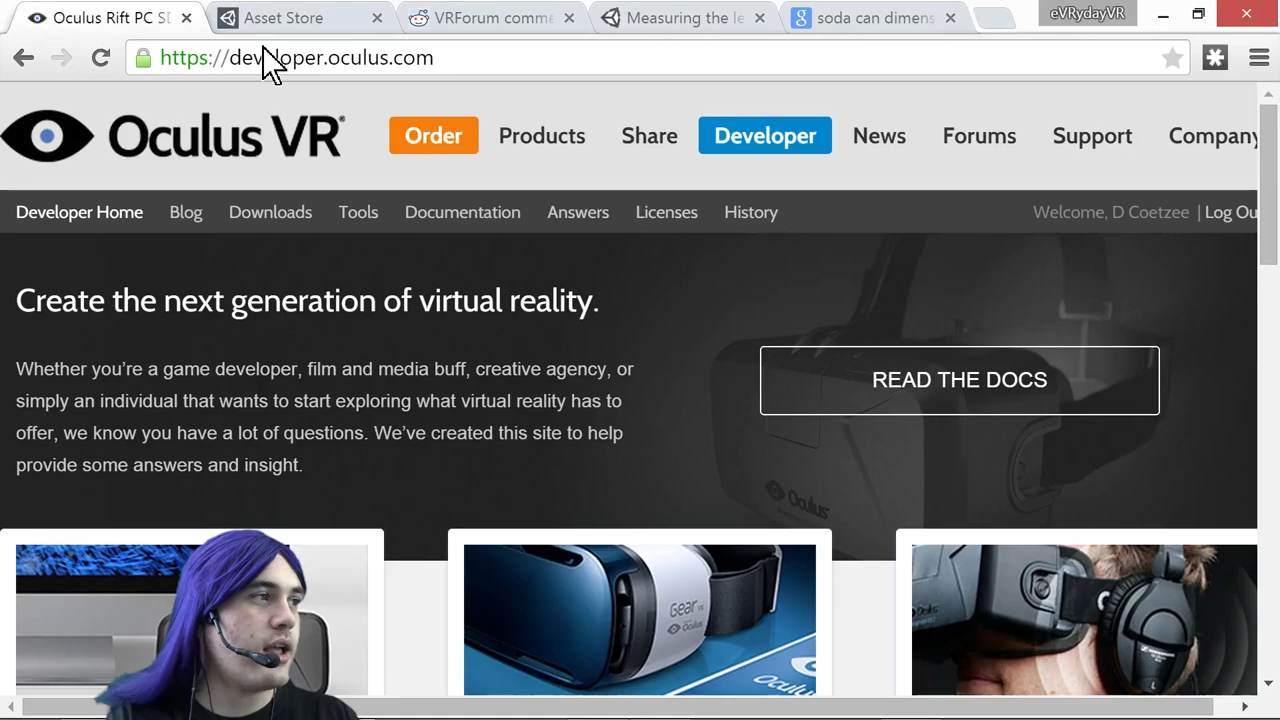 Oculus Rift PC SD
Asset Store
VRForum comme
Measuring the le
soda can dimens
eVRydayVR
https://developer.oculus.com
Oculus VR
Order
Products
Share
Developer
News
Forums
Support
Company
Developer Home
Blog
Downloads
Tools
Documentation
Answers
Licenses
History
Welcome, D Coetzee | Log Ou
Create the next generation of virtual reality.
Whether you're a game developer, film and media buff, creative agency, or
simply an individual that wants to start exploring what virtual reality has to
offer, we know you have a lot of questions. We've created this site to help
provide some answers and insight.
READ THE DOCS
oculus
GEAR VR
oculus
oculus